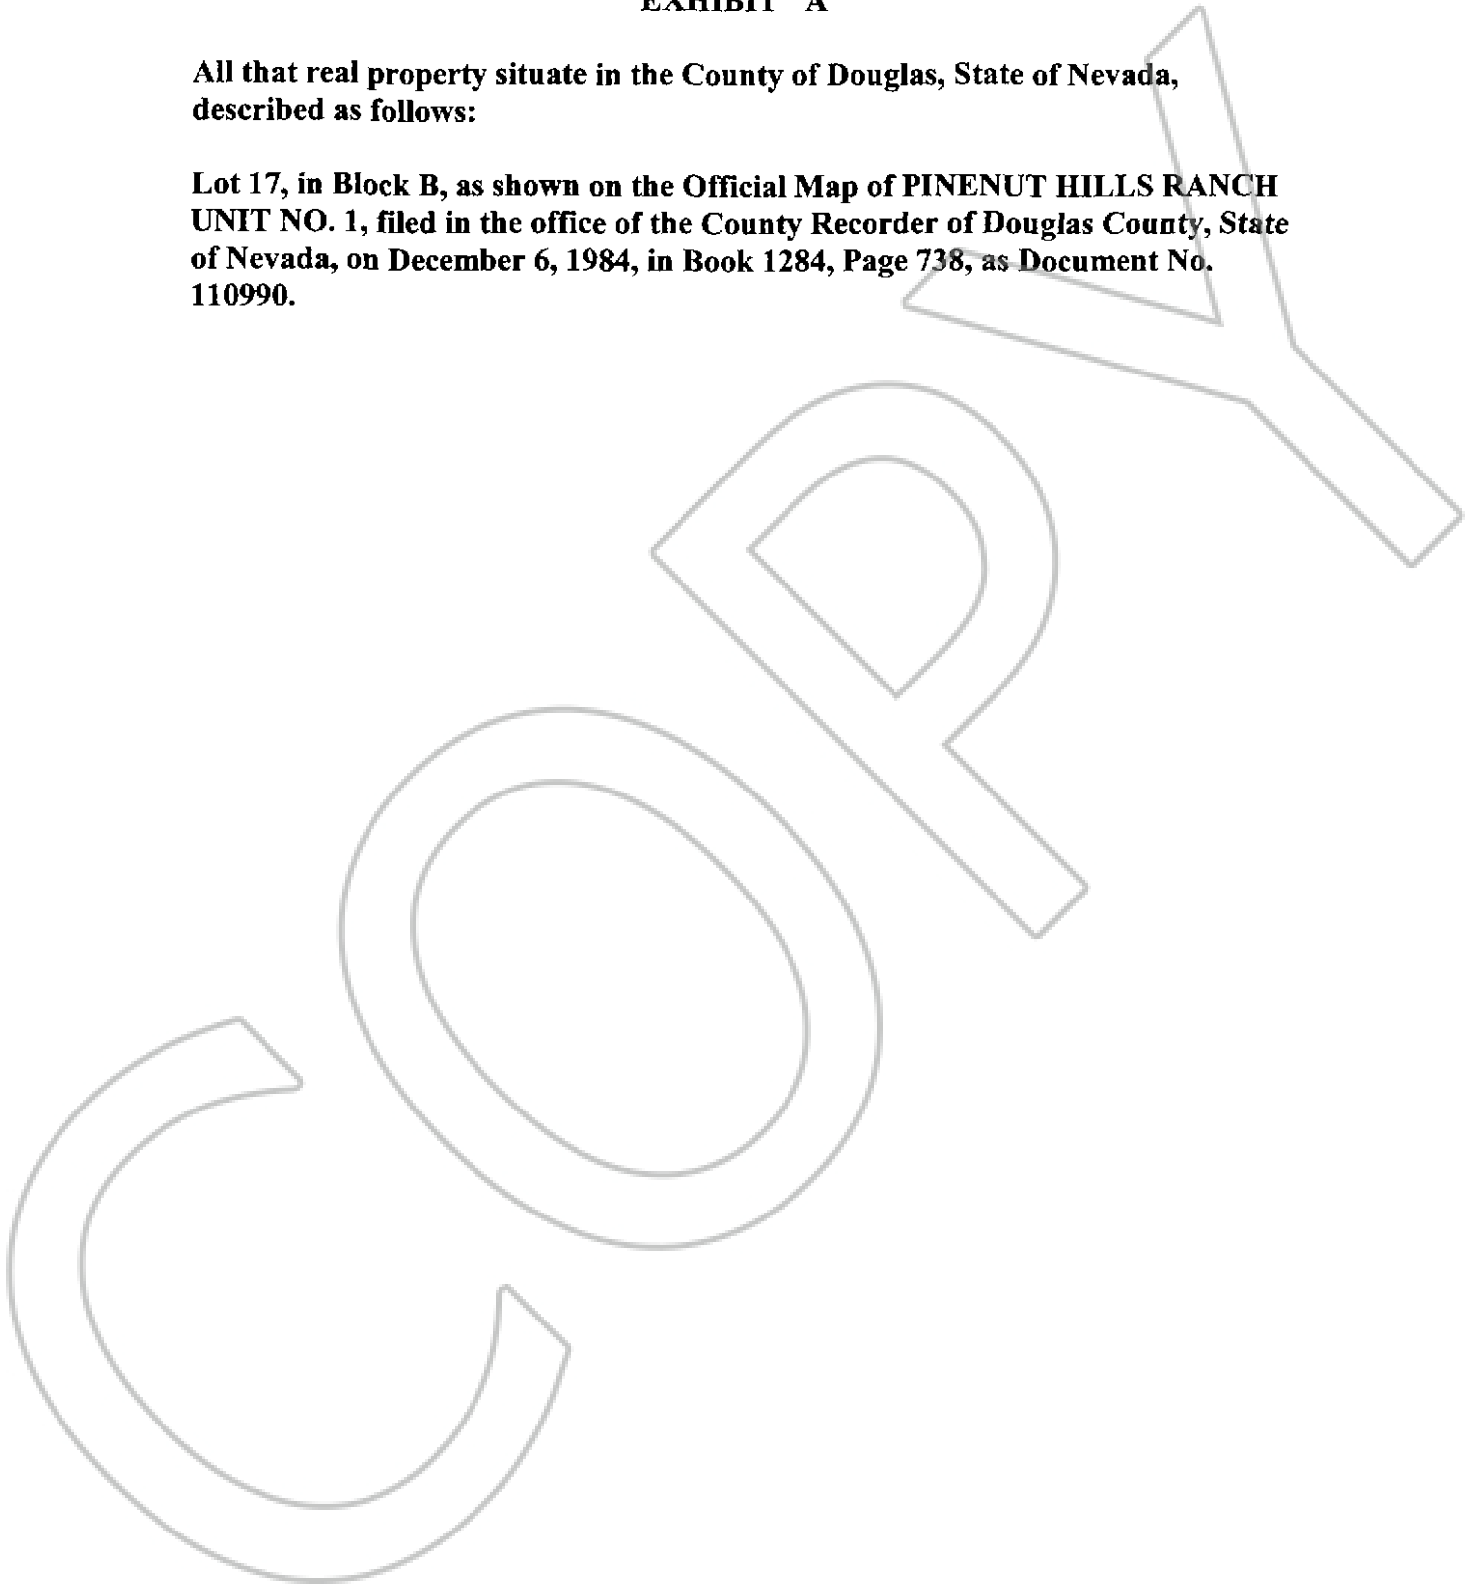 EXHIBIT A
All that real property situate in the County of Douglas, State of Nevada,
described as follows:
Lot 17, in Block B, as shown on the Official Map of PINENUT HILLS RANCH
UNIT NO. 1, filed in the office of the County Recorder of Douglas County, State
of Nevada, on December 6, 1984, in Book 1284, Page 738, as Document No.
110990.
COPY